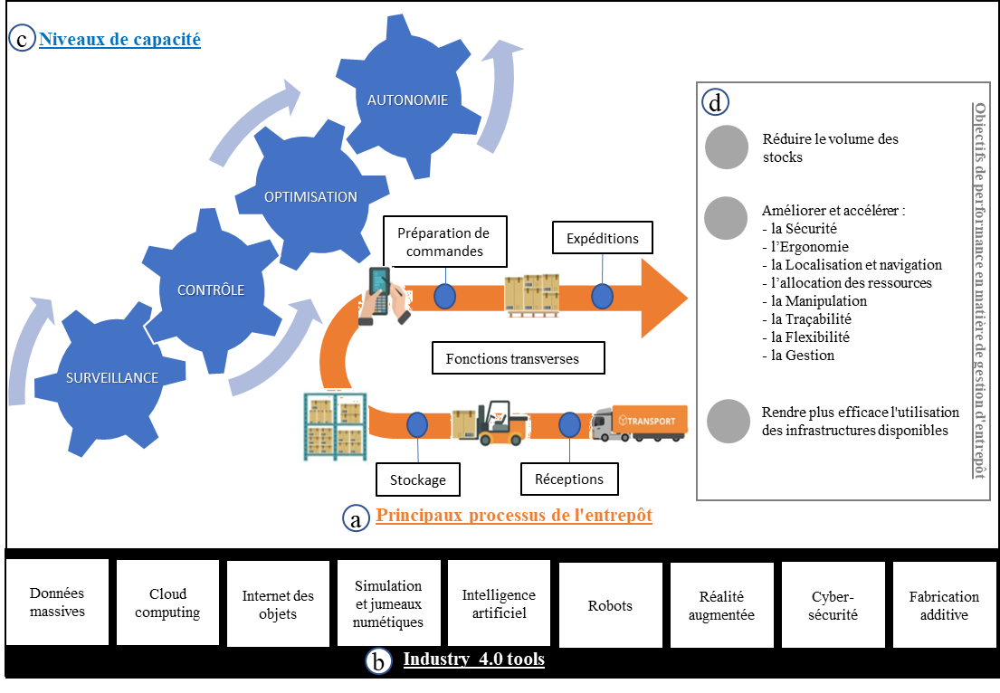 c
Niveaux de capacité
AUTONOMIE
OPTIMISATION
CONTRÔLE
SURVEILLANCE
Préparation de
commandes
Expéditions
Fonctions transverses
TRANSPORT
Stockage
Réceptions
a
Principaux processus de l'entrepôt
d
Réduire le volume des
stocks
Améliorer et accélérer :
- la Sécurité
- l’Ergonomie
- la Localisation et navigation
- l’allocation des ressources
- la Manipulation
- la Traçabilité
- la Flexibilité
- la Gestion
Rendre plus efficace l'utilisation
des infrastructures disponibles
Objectifs de performance en matière de gestion d'entrepôt
Données
massives
Cloud
computing
Internet des
objets
Simulation
et jumeaux
numétiques
Intelligence
artificiel
Robots
Réalité
augmentée
Cyber-
sécurité
Fabrication
additive
b
Industry 4.0 tools